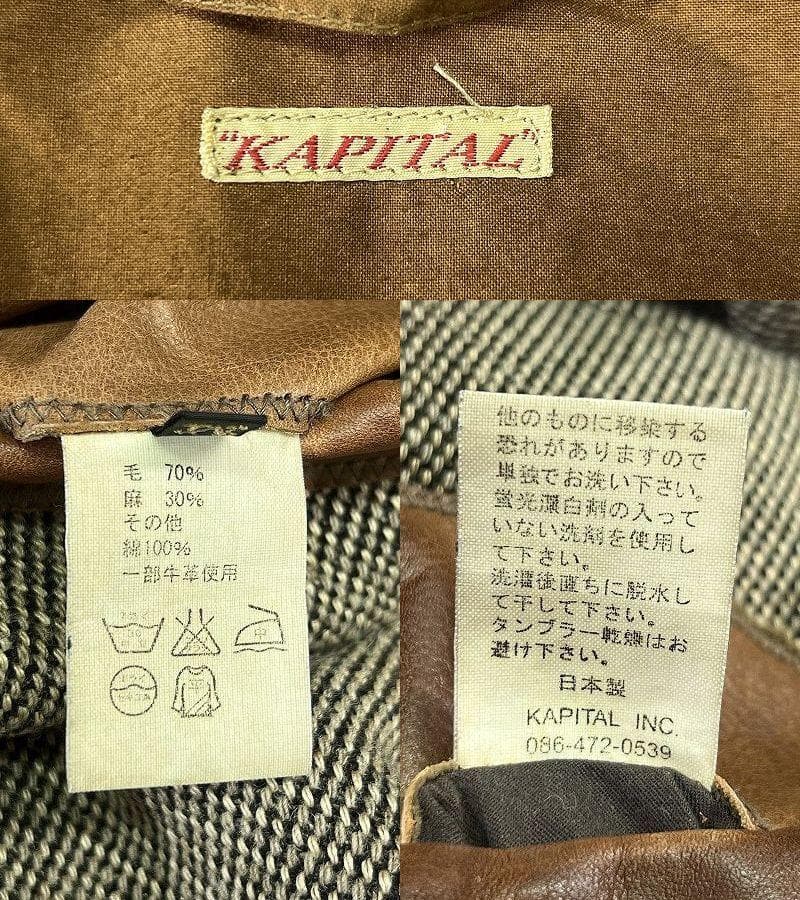 "KAPITAL"
毛 70%
麻 30%
その他
綿100%
一部牛革使用
中
他のものに移染する
恐れがありますので
単独でお洗い下さい。
蛍光漂白剤の入って
いない洗剤を使用し
て下さい。
洗濯後直ちに脱水し
て干して下さい。
タンブラー乾燥はお
避け下さい。
日本製
KAPITAL INC.
086-472-0539